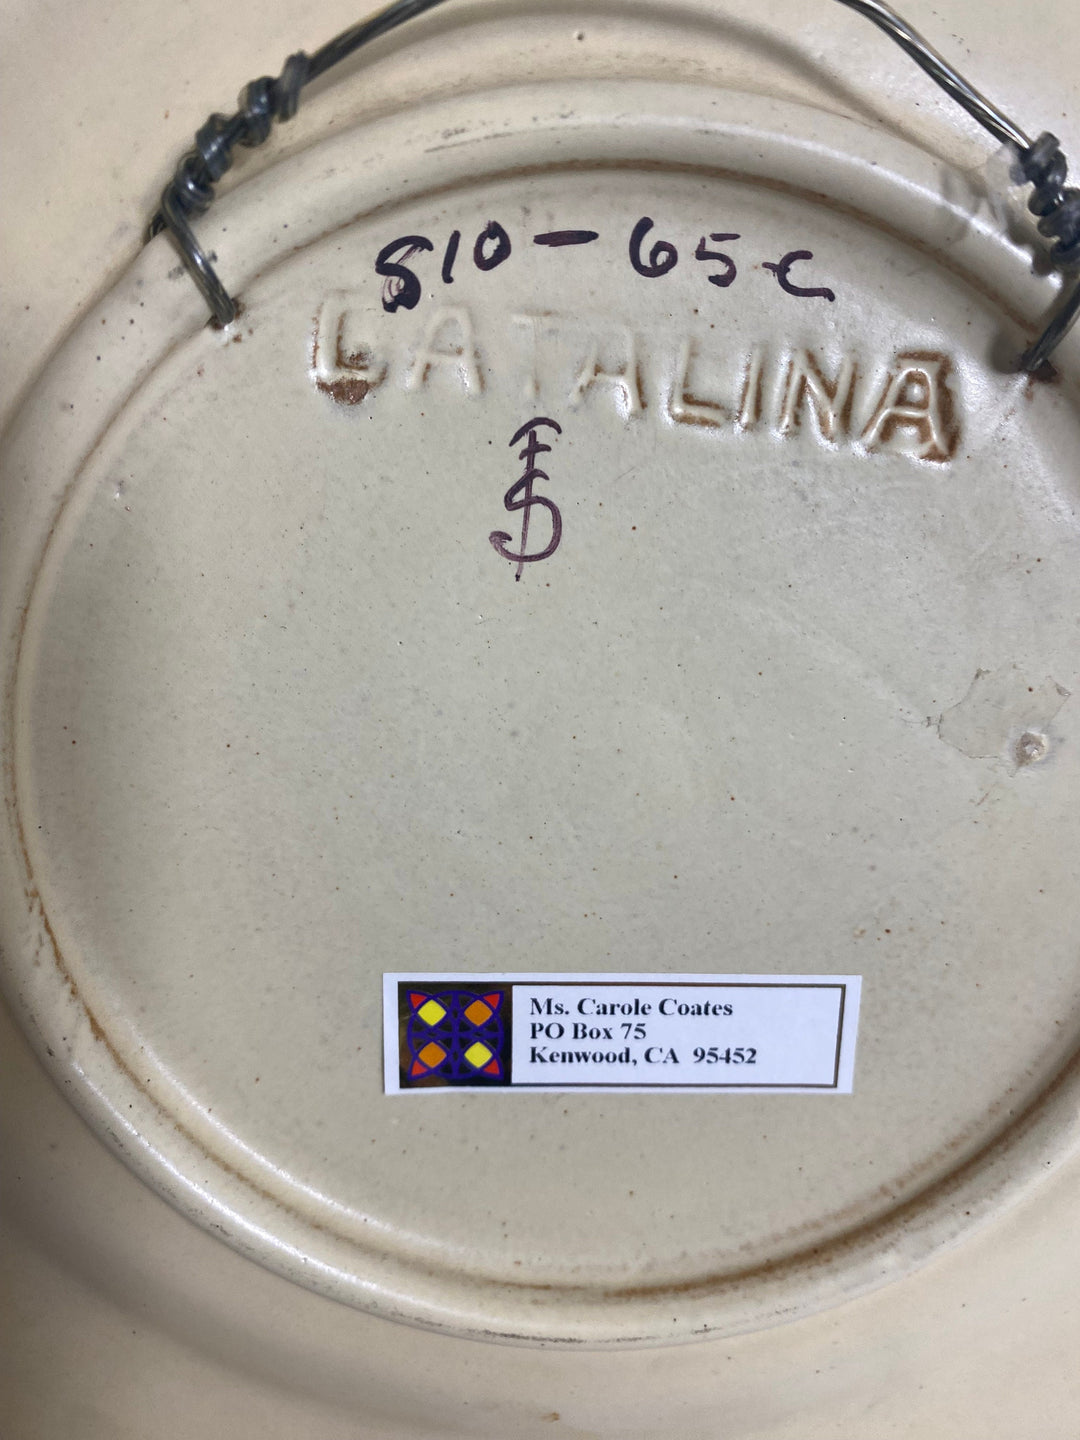 810-65C
CATALINA
Ms. Carole Coates
PO Box 75
Kenwood, CA 95452